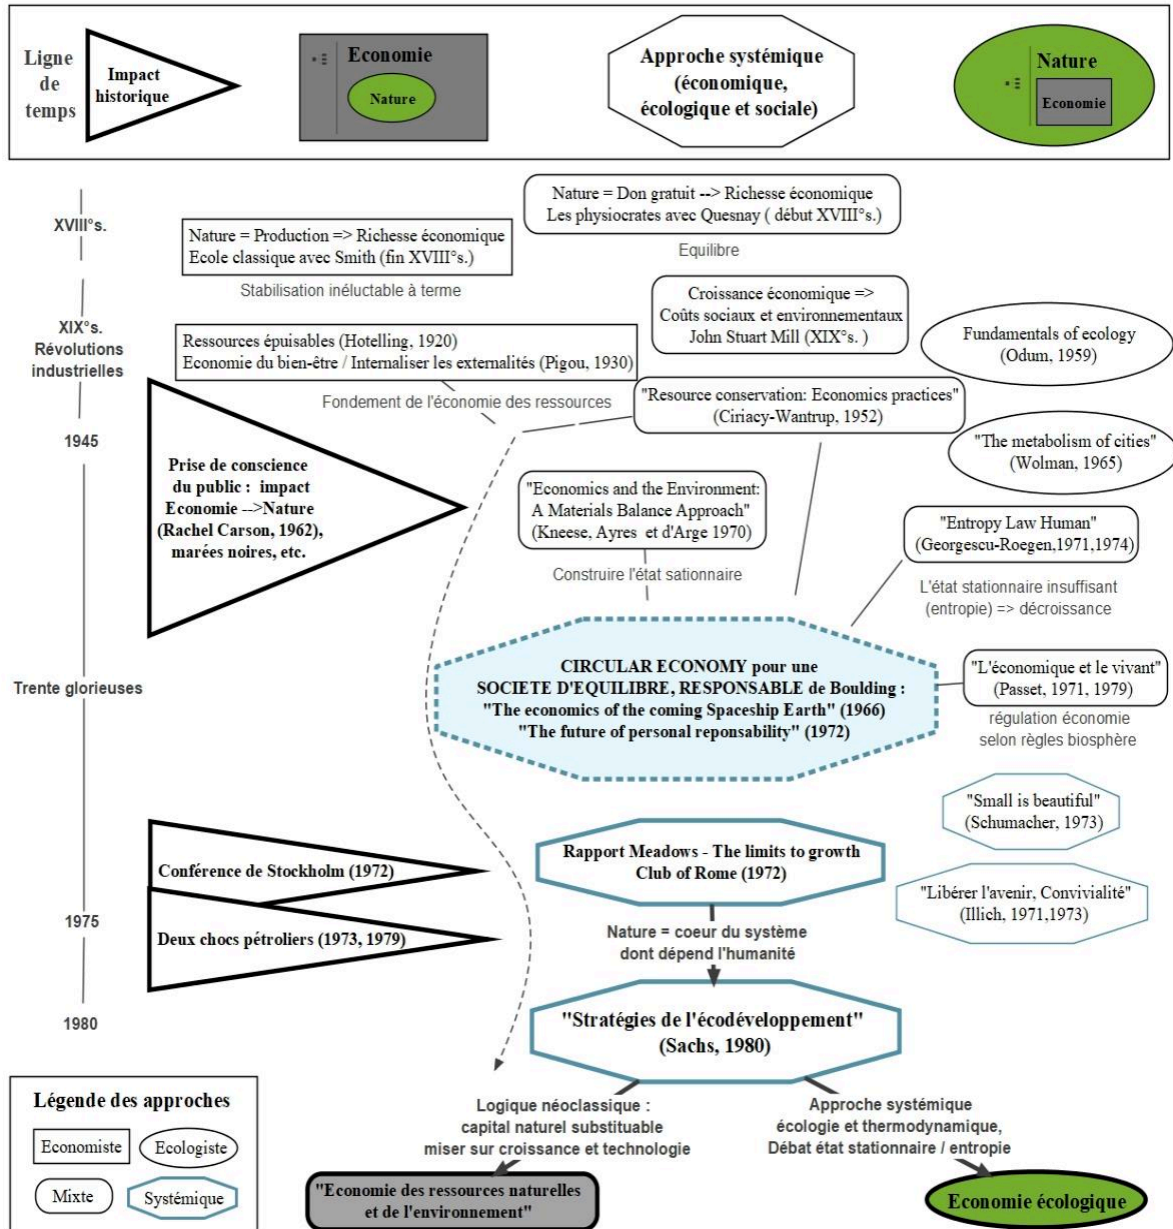 Ligne
de
temps
Impact
historique
Economie
Nature
Approche systémique
(économique,
écologique et sociale)
Nature
Economie
XVIII°s.
Nature = Don gratuit --> Richesse économique
Les physiocrates avec Quesnay ( début XVIII°s.)
Equilibre
Nature = Production => Richesse économique
Ecole classique avec Smith (fin XVIII°s.)
Stabilisation inéluctable à terme
XIX°s.
Révolutions
industrielles
Croissance économique =>
Coûts sociaux et environnementaux
John Stuart Mill (XIX°s. )
Fundamentals of ecology
(Odum, 1959)
Ressources épuisables (Hotelling, 1920)
Economie du bien-être / Internaliser les externalités (Pigou, 1930)
Fondement de l'économie des ressources
"Resource conservation: Economics practices"
(Ciriacy-Wantrup, 1952)
1945
"The metabolism of cities"
(Wolman, 1965)
Prise de conscience
du public : impact
Economie -->Nature
(Rachel Carson, 1962),
marées noires, etc.
"Economics and the Environment:
A Materials Balance Approach"
(Kneese, Ayres et d'Arge 1970)
Construire l'état sationnaire
"Entropy Law Human"
(Georgescu-Roegen,1971,1974)
L'état stationnaire insuffisant
(entropie) => décroissance
Trente glorieuses
CIRCULAR ECONOMY pour une
SOCIETE D'EQUILIBRE, RESPONSABLE de Boulding :
"The economics of the coming Spaceship Earth" (1966)
"The future of personal reponsability" (1972)
"L'économique et le vivant"
(Passet, 1971, 1979)
régulation économie
selon règles biosphère
"Small is beautiful"
(Schumacher, 1973)
Conférence de Stockholm (1972)
Rapport Meadows - The limits to growth
Club of Rome (1972)
"Libérer l'avenir, Convivialité"
(Illich, 1971,1973)
1975
Deux chocs pétroliers (1973, 1979)
Nature = coeur du système
dont dépend l'humanité
1980
"Stratégies de l'écodéveloppement"
(Sachs, 1980)
Légende des approches
Economiste
Ecologiste
Mixte
Systémique
Logique néoclassique :
capital naturel substituable
miser sur croissance et technologie
Approche systémique
écologie et thermodynamique,
Débat état stationnaire / entropie
"Economie des ressources naturelles
et de l'environnement"
Economie écologique